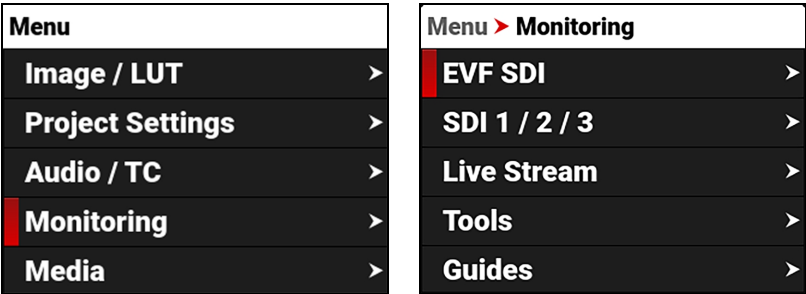 Menu
Image / LUT
Project Settings
Audio / TC
Monitoring
Media
Menu ➤ Monitoring
EVF SDI
SDI 1 / 2 / 3
Live Stream
Tools
Guides